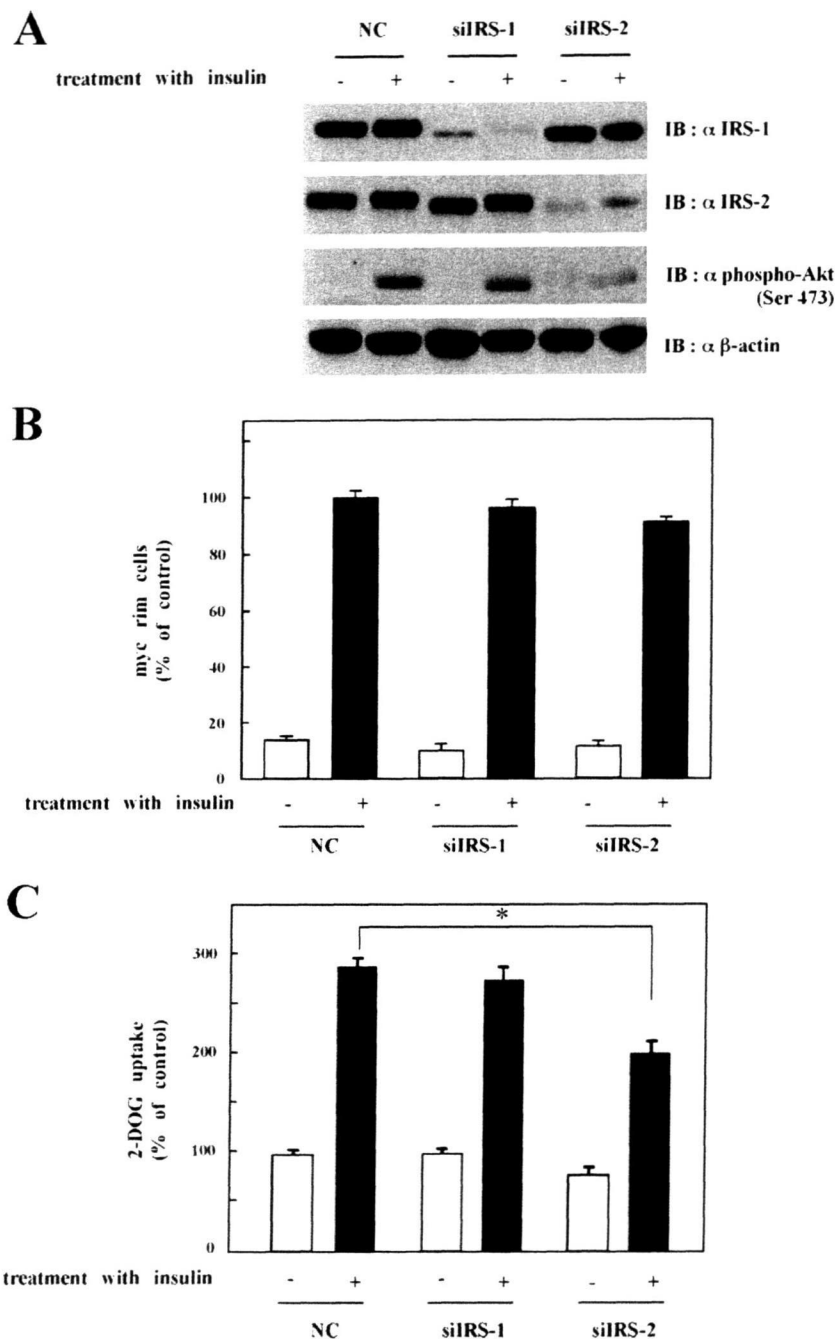 A
NC siIRS-1 siIRS-2
treatment with insulin - + - + - +
IB : α IRS-1
IB : α IRS-2
IB : α phospho-Akt
(Ser 473)
IB : α β-actin
B
myc rim cells
(% of control)
100
80
60
40
20
0
treatment with insulin - + - + - +
NC siIRS-1 siIRS-2
C
*
2-DOG uptake
(% of control)
300
200
100
0
treatment with insulin - + - + - +
NC siIRS-1 siIRS-2